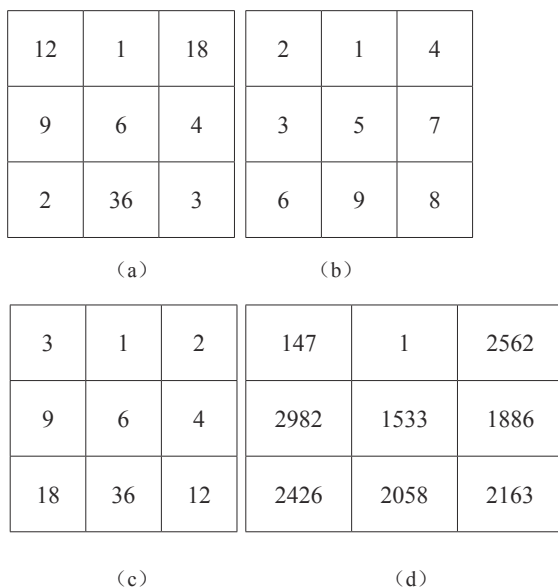 12 1 18 2 1 4
9 6 4 3 5 7
2 36 3 6 9 8
（a） （b）
3 1 2 147 1 2562
9 6 4 2982 1533 1886
18 36 12 2426 2058 2163
（c） （d）